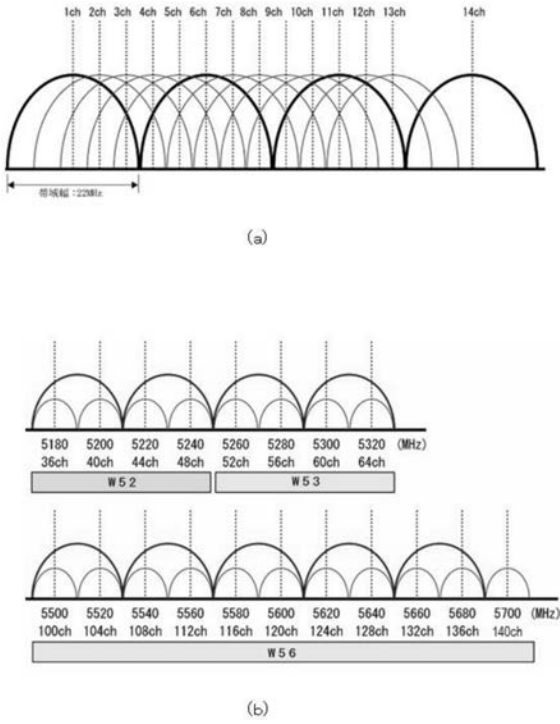 1ch 2ch 3ch 4ch 5ch 6ch 7ch 8ch 9ch 10ch 11ch 12ch 13ch 14ch
帯域幅:22MHz
(a)
5180 5200 5220 5240 5260 5280 5300 5320 (MHz)
36ch 40ch 44ch 48ch 52ch 56ch 60ch 64ch
W52 W53
5500 5520 5540 5560 5580 5600 5620 5640 5660 5680 5700 (MHz)
100ch 104ch 108ch 112ch 116ch 120ch 124ch 128ch 132ch 136ch 140ch
W56
(b)